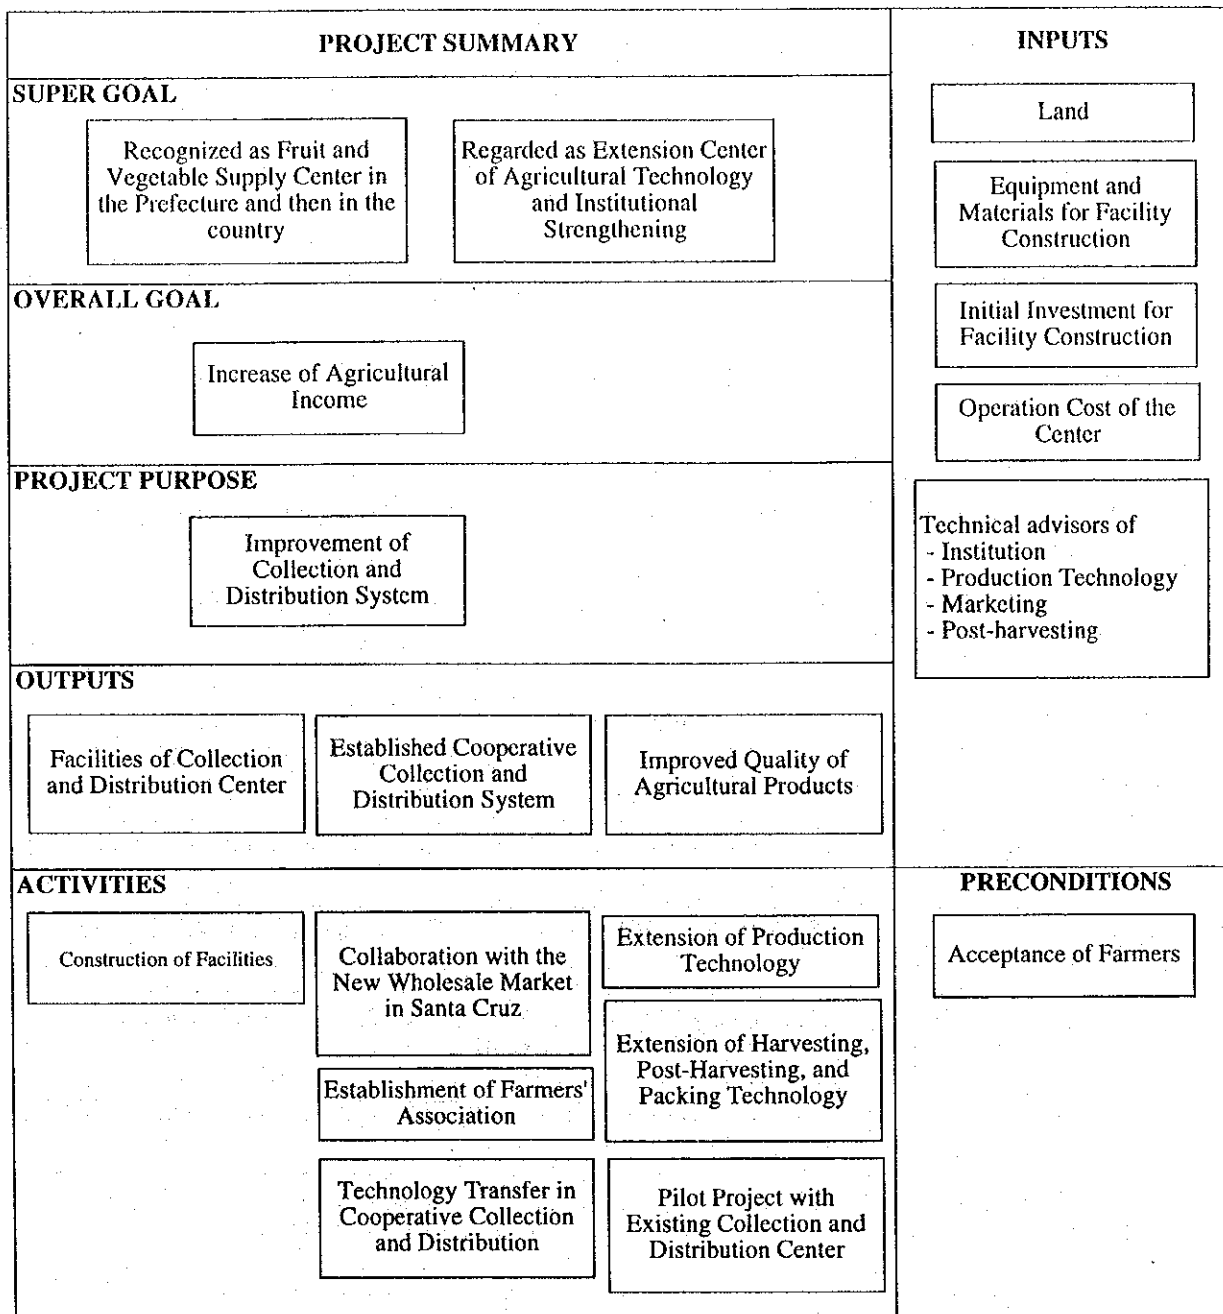 PROJECT SUMMARY
SUPER GOAL
Recognized as Fruit and
Vegetable Supply Center in
the Prefecture and then in the
country
Regarded as Extension Center
of Agricultural Technology
and Institutional
Strengthening
OVERALL GOAL
Increase of Agricultural
Income
PROJECT PURPOSE
Improvement of
Collection and
Distribution System
OUTPUTS
Facilities of Collection
and Distribution Center
Established Cooperative
Collection and
Distribution System
Improved Quality of
Agricultural Products
ACTIVITIES
Construction of Facilities
Collaboration with the
New Wholesale Market
in Santa Cruz
Establishment of Farmers'
Association
Technology Transfer in
Cooperative Collection
and Distribution
Extension of Production
Technology
Extension of Harvesting,
Post-Harvesting, and
Packing Technology
Pilot Project with
Existing Collection and
Distribution Center
INPUTS
Land
Equipment and
Materials for Facility
Construction
Initial Investment for
Facility Construction
Operation Cost of the
Center
Technical advisors of
- Institution
- Production Technology
- Marketing
- Post-harvesting
PRECONDITIONS
Acceptance of Farmers